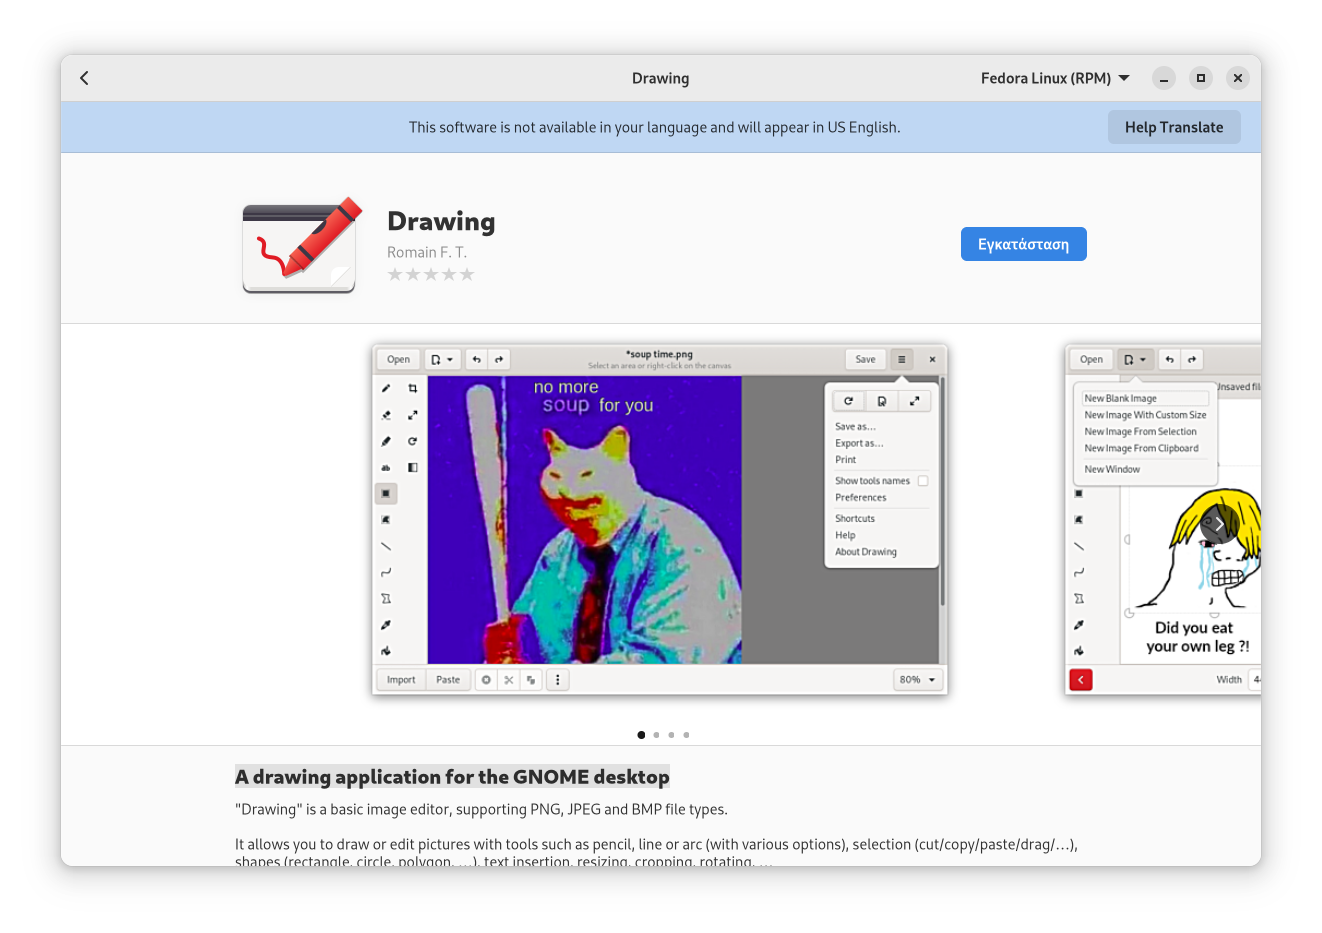 Drawing
Fedora Linux (RPM)
This software is not available in your language and will appear in US English.
Help Translate
Drawing
Romain F. T.
Εγκατάσταση
Open
*soup time.png
Select an area or right-click on the canvas
Save
no more
soup for you
Save as…
Export as…
Print
Show tools names
Preferences
Shortcuts
Help
About Drawing
Import
Paste
80%
Open
Unsaved
New Blank Image
New Image With Custom Size
New Image From Selection
New Image From Clipboard
New Window
Did you eat
your own leg ?!
Width
A drawing application for the GNOME desktop
"Drawing" is a basic image editor, supporting PNG, JPEG and BMP file types.
It allows you to draw or edit pictures with tools such as pencil, line or arc (with various options), selection (cut/copy/paste/drag/…),
shapes (rectangle, circle, polygon, …), text insertion, resizing, cropping, rotating, …